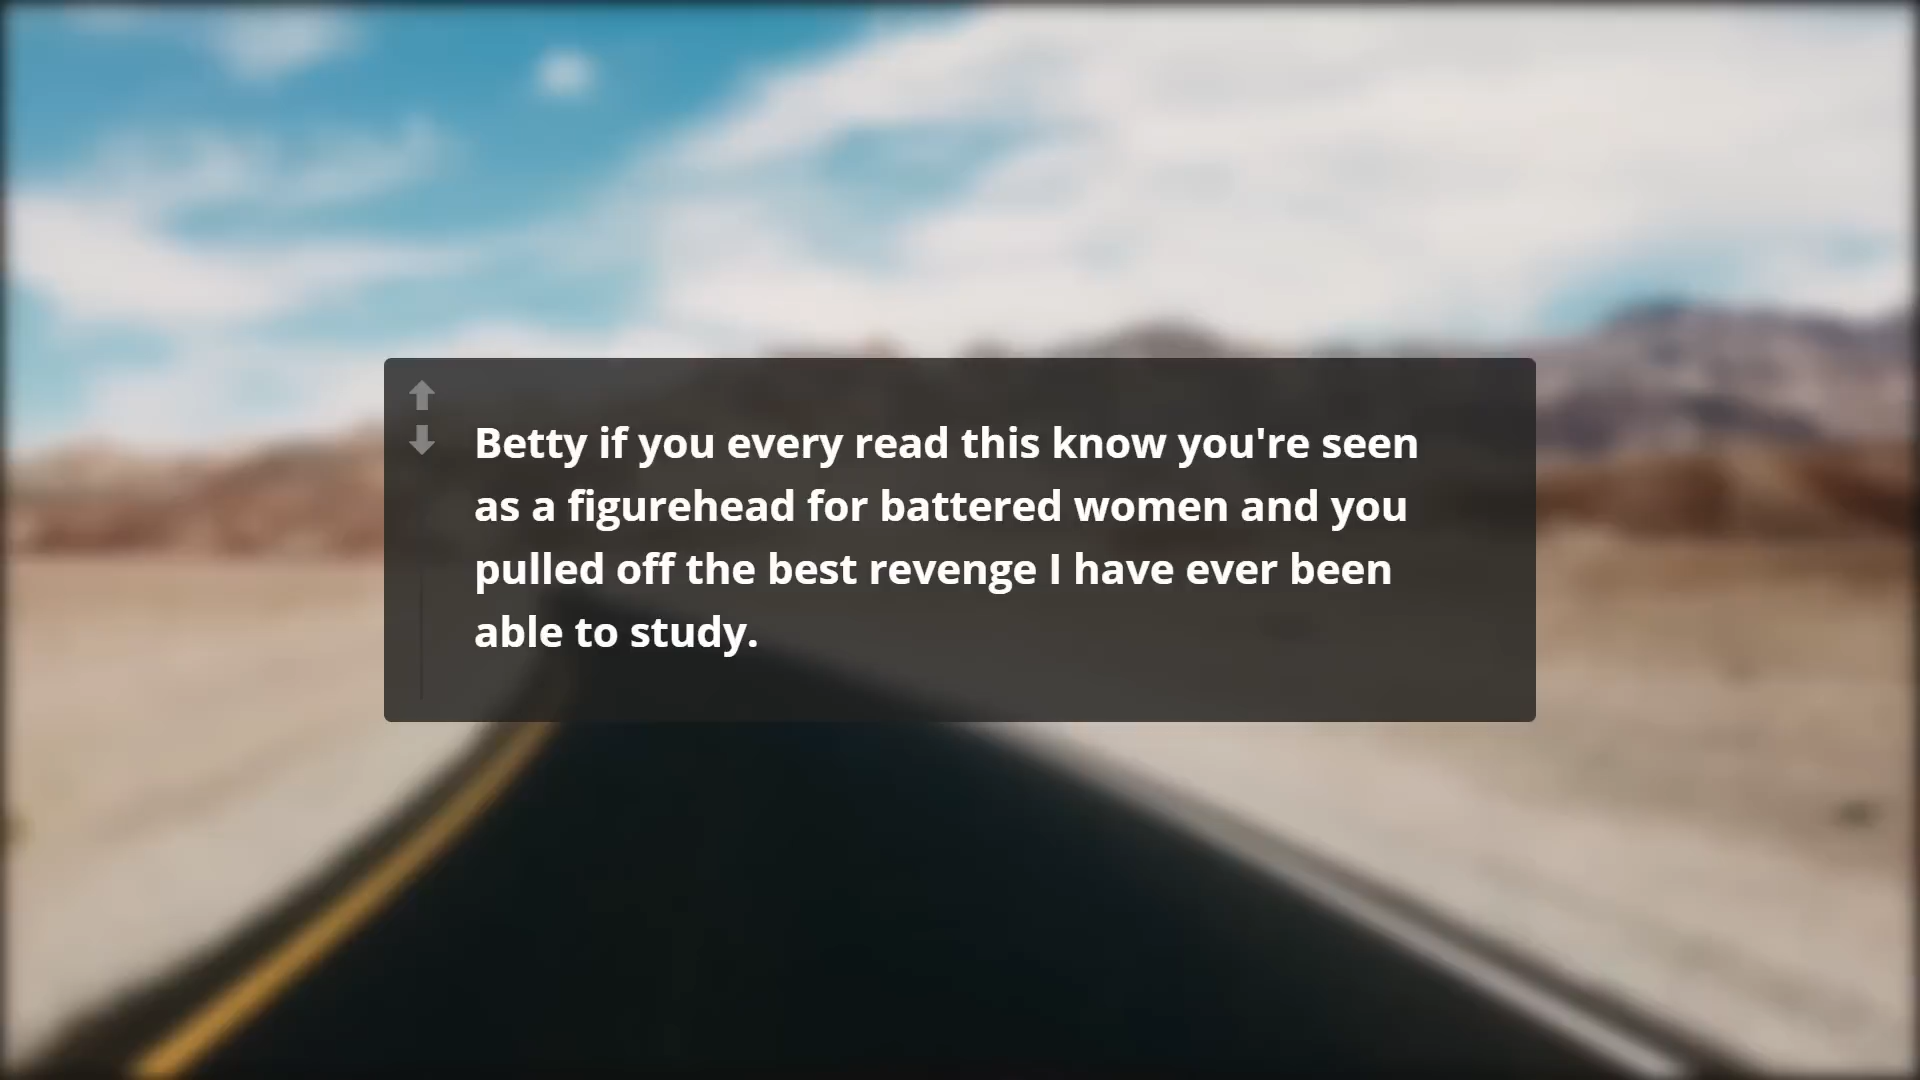 Betty if you every read this know you're seen
as a figurehead for battered women and you
pulled off the best revenge I have ever been
able to study.